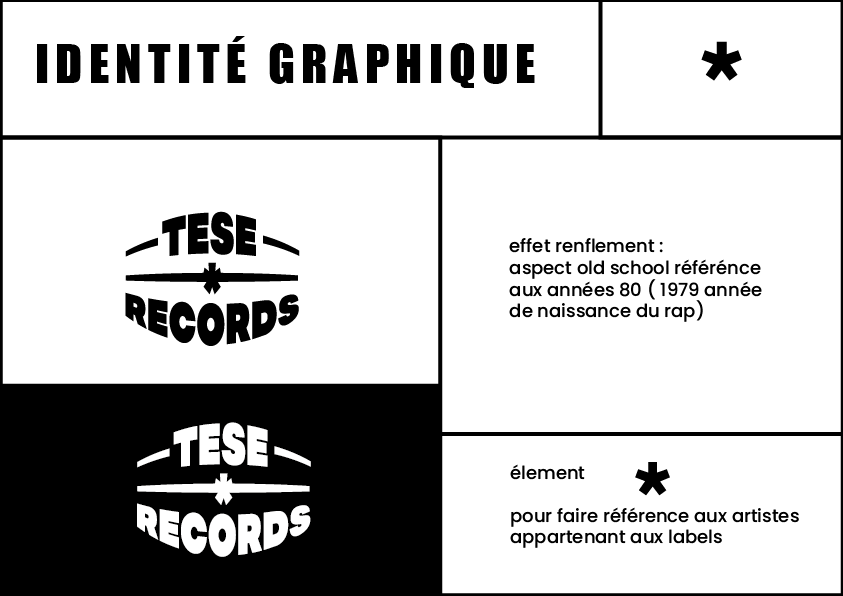 IDENTITÉ GRAPHIQUE
*
TESE
*
RECORDS
effet renflement :
aspect old school référénce
aux années 80 ( 1979 année
de naissance du rap)
TESE
*
RECORDS
élement *
pour faire référence aux artistes
appartenant aux labels